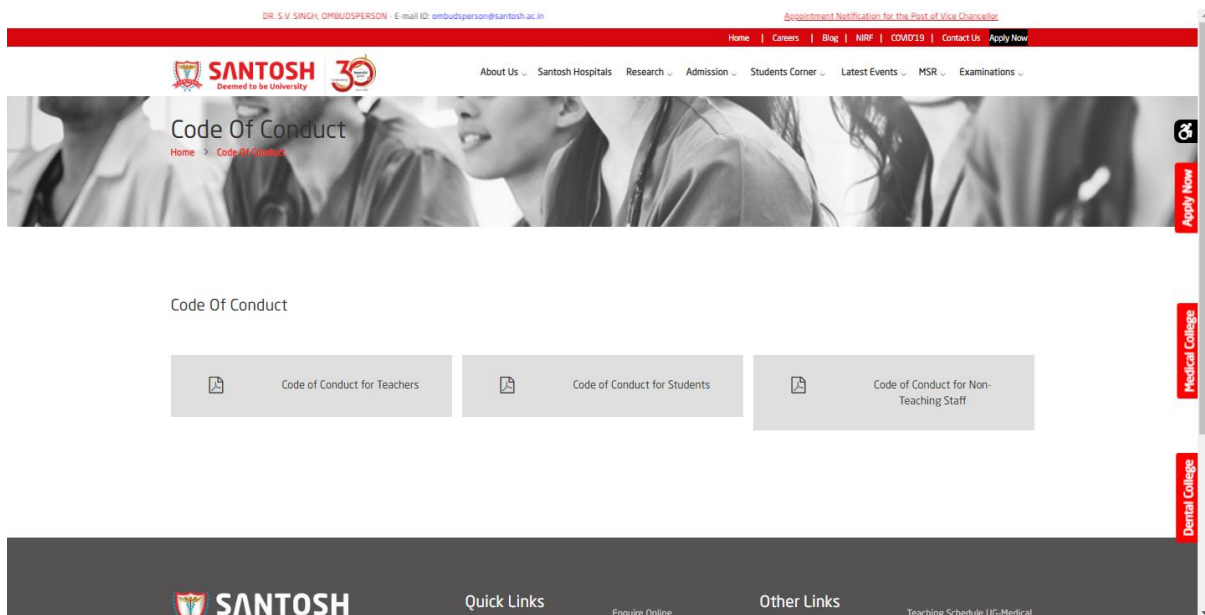 DR. S.V. SINGH, OMBUDSPERSON - E-mail ID: ombudsperson@santosh.ac.in
Appointment Notification for the Post of Vice Chancellor
Home | Careers | Blog | NIRF | COVID'19 | Contact Us Apply Now
SANTOSH
Deemed to be University
30
About Us Santosh Hospitals Research Admission Students Corner Latest Events MSR Examinations
Code Of Conduct
Home > Code Of Conduct
Apply Now
Medical College
Dental College
Code Of Conduct
Code of Conduct for Teachers
Code of Conduct for Students
Code of Conduct for Non-
Teaching Staff
SANTOSH
Quick Links
Enquire Online
Other Links
Teaching Schedule UG-Medical